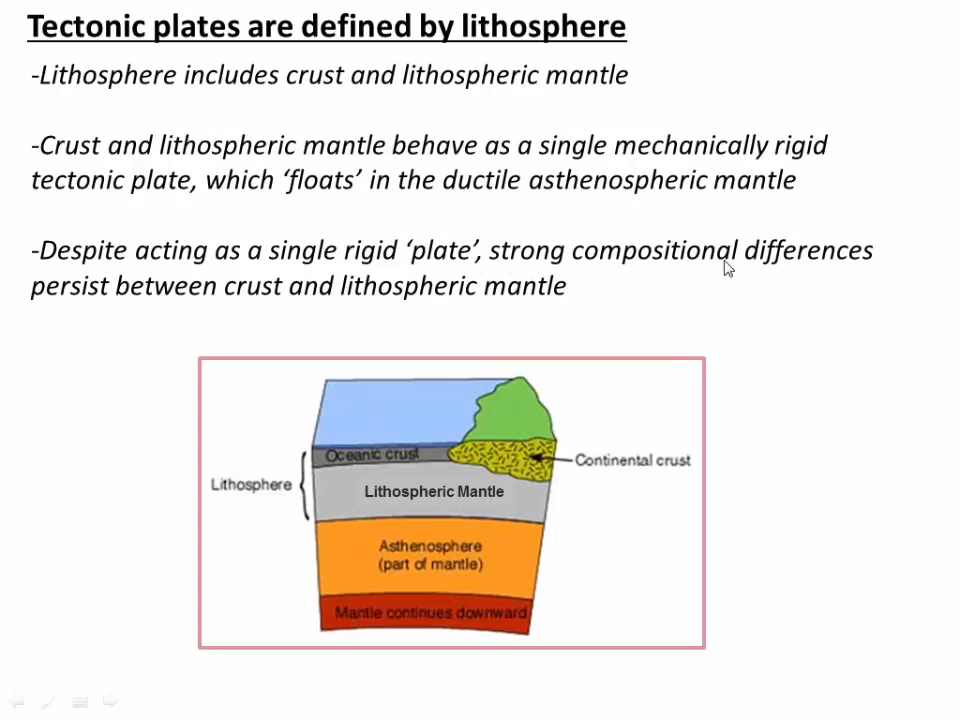 Tectonic plates are defined by lithosphere
-Lithosphere includes crust and lithospheric mantle
-Crust and lithospheric mantle behave as a single mechanically rigid
tectonic plate, which ‘floats’ in the ductile asthenospheric mantle
-Despite acting as a single rigid ‘plate’, strong compositional differences
persist between crust and lithospheric mantle
Oceanic crust
Continental crust
Lithosphere
Lithospheric Mantle
Asthenosphere
(part of mantle)
Mantle continues downward